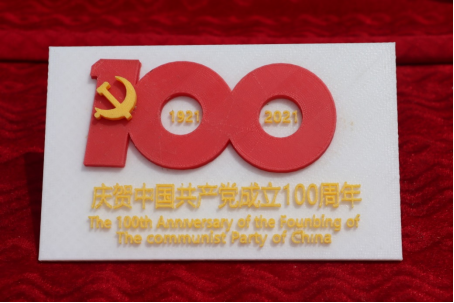 100
1921 2021
庆贺中国共产党成立100周年
The 100th Anniversary of the Founding of
The communist Party of China